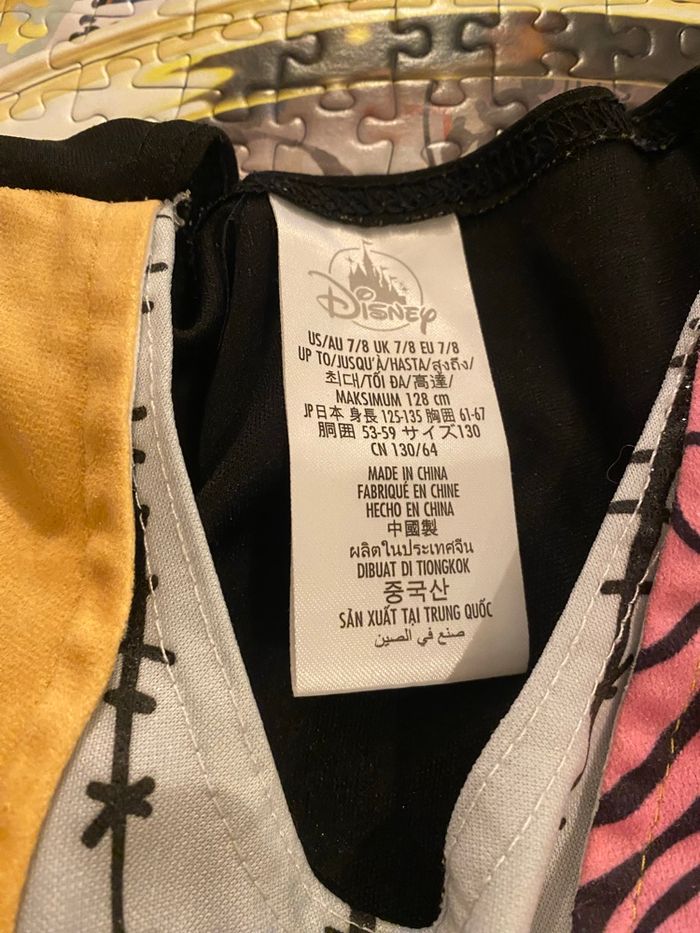 Disney
US/AU 7/8 UK 7/8 EU 7/8
UP TO/JUSQU'À/HASTA/สูงถึง/
최대/TỐI ĐA/高達/
MAKSIMUM 128 cm
JP日本 身長 125-135 胸囲 61-67
胴囲 53-59 サイズ130
CN 130/64
MADE IN CHINA
FABRIQUÉ EN CHINE
HECHO EN CHINA
中國製
ผลิตในประเทศจีน
DIBUAT DI TIONGKOK
중국산
SẢN XUẤT TẠI TRUNG QUỐC
صنع في الصين